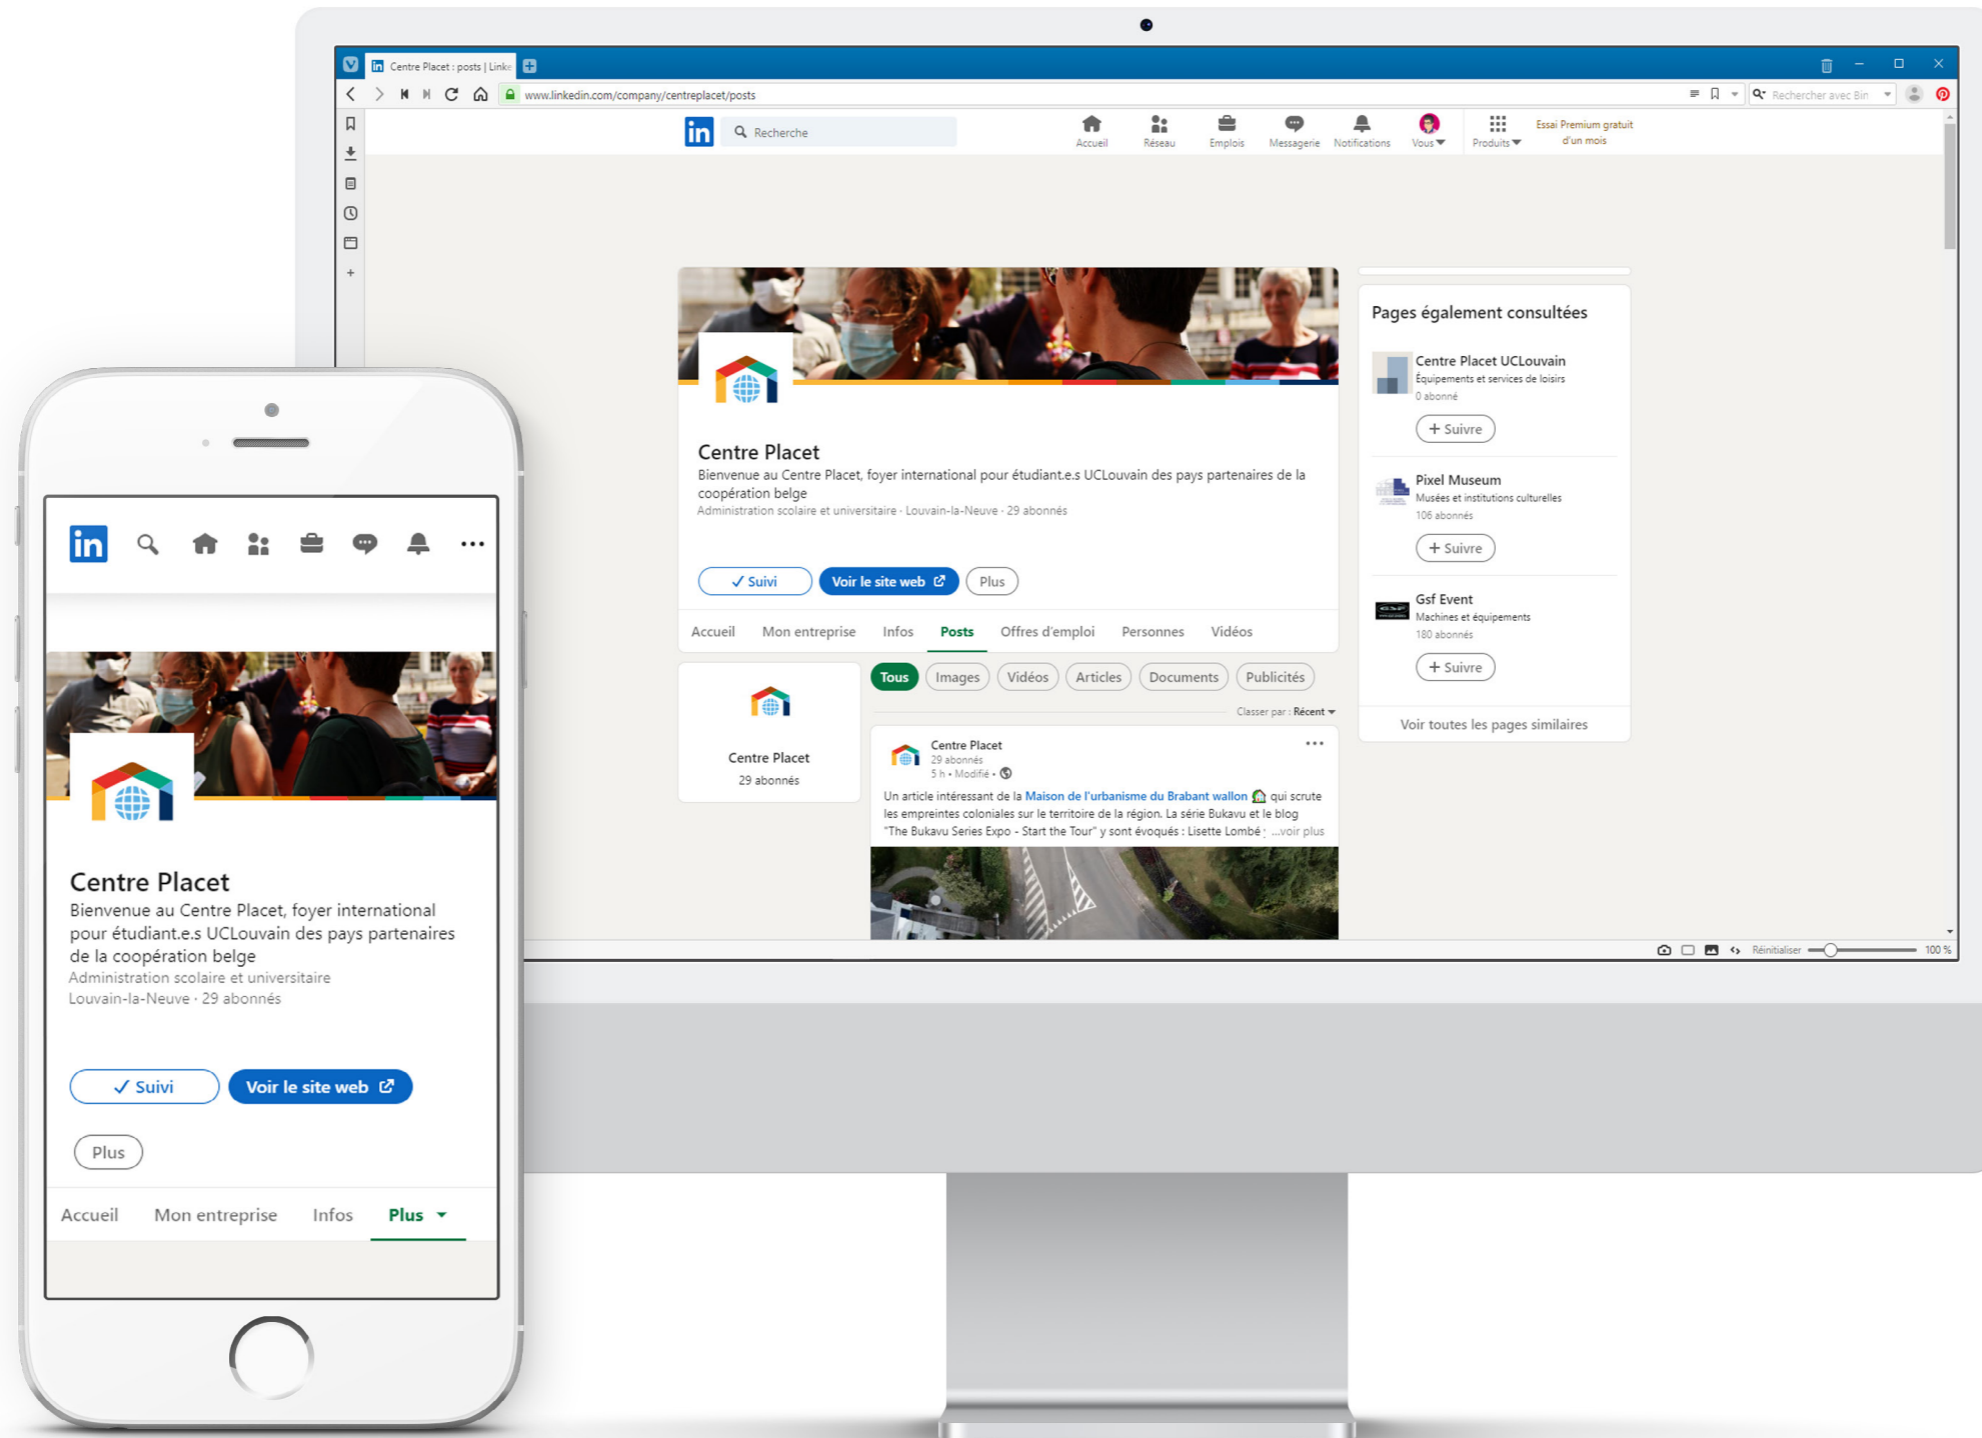 Centre Placet : posts | Linke
www.linkedin.com/company/centreplacet/posts
Rechercher avec Bin
in
Recherche
Accueil
Réseau
Emplois
Messagerie
Notifications
Vous
Produits
Essai Premium gratuit
d'un mois
Centre Placet
Bienvenue au Centre Placet, foyer international pour étudiant.e.s UCLouvain des pays partenaires de la
coopération belge
Administration scolaire et universitaire · Louvain-la-Neuve · 29 abonnés
Suivi
Voir le site web
Plus
Accueil
Mon entreprise
Infos
Posts
Offres d'emploi
Personnes
Vidéos
Centre Placet
29 abonnés
Tous
Images
Vidéos
Articles
Documents
Publicités
Classer par : Récent
Centre Placet
29 abonnés
5 h • Modifié •
Un article intéressant de la Maison de l'urbanisme du Brabant wallon qui scrute
les empreintes coloniales sur le territoire de la région. La série Bukavu et le blog
"The Bukavu Series Expo - Start the Tour" y sont évoqués : Lisette Lombé ...voir plus
Pages également consultées
Centre Placet UCLouvain
Équipements et services de loisirs
0 abonné
+ Suivre
Pixel Museum
Musées et institutions culturelles
106 abonnés
+ Suivre
GSF
Gsf Event
Machines et équipements
180 abonnés
+ Suivre
Voir toutes les pages similaires
Réinitialiser
100 %
in
Centre Placet
Bienvenue au Centre Placet, foyer international
pour étudiant.e.s UCLouvain des pays partenaires
de la coopération belge
Administration scolaire et universitaire
Louvain-la-Neuve · 29 abonnés
Suivi
Voir le site web
Plus
Accueil
Mon entreprise
Infos
Plus